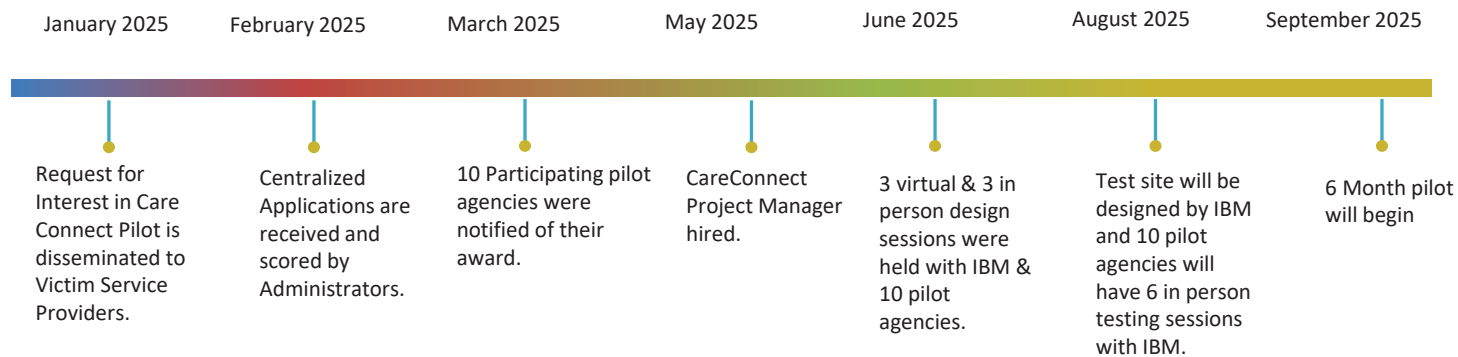 January 2025
February 2025
March 2025
May 2025
June 2025
August 2025
September 2025
Request for
Interest in Care
Connect Pilot is
disseminated to
Victim Service
Providers.
Centralized
Applications are
received and
scored by
Administrators.
10 Participating pilot
agencies were
notified of their
award.
CareConnect
Project Manager
hired.
3 virtual & 3 in
person design
sessions were
held with IBM &
10 pilot
agencies.
Test site will be
designed by IBM
and 10 pilot
agencies will
have 6 in person
testing sessions
with IBM.
6 Month pilot
will begin